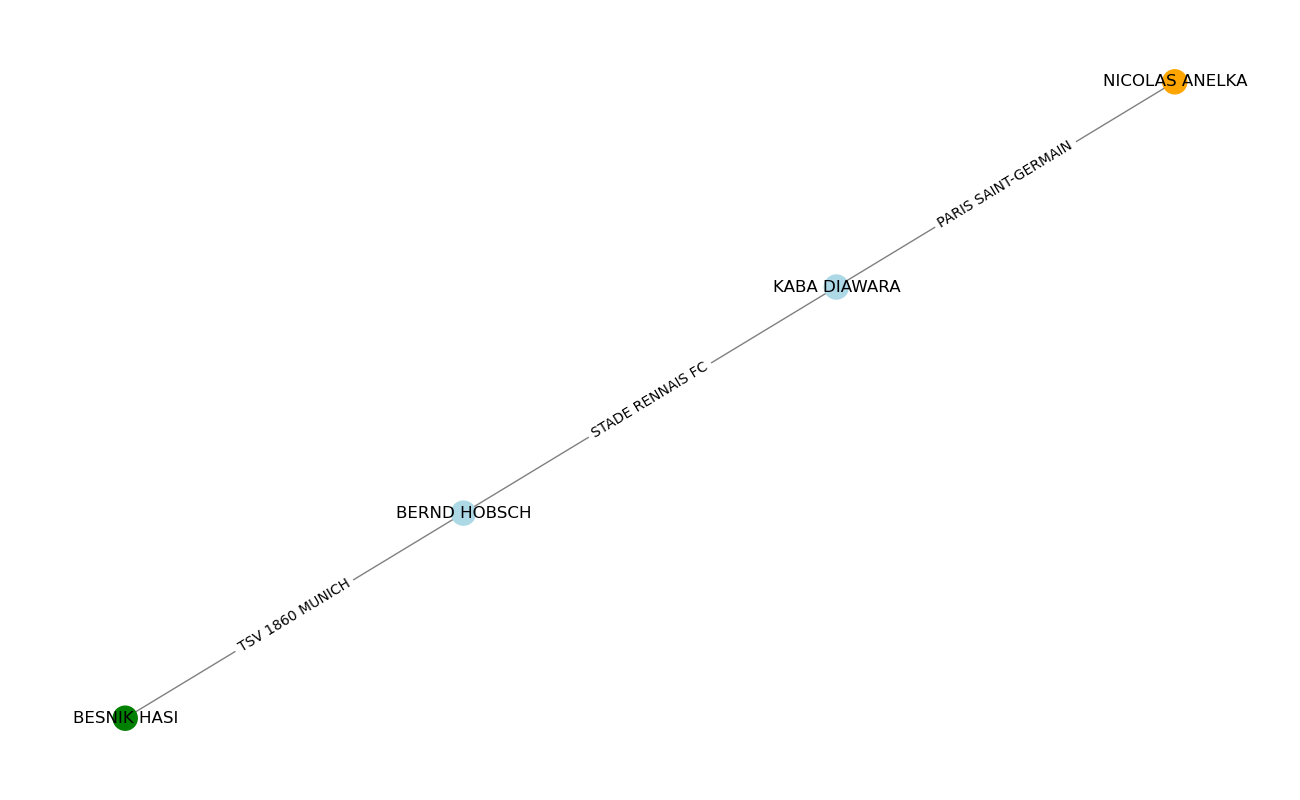 NICOLAS ANELKA
PARIS SAINT-GERMAIN
KABA DIAWARA
STADE RENNAIS FC
BERND HOBSCH
TSV 1860 MUNICH
BESNIK HASI